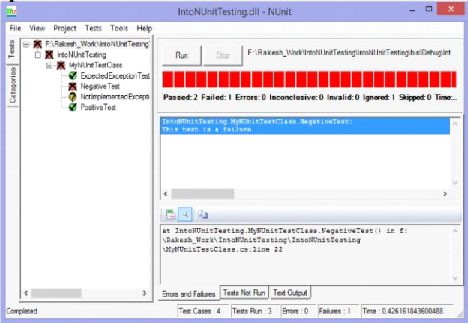 IntoNUnitTesting.dll - NUnit
File View Project Tests Tools Help
Tests
Categories
F:\Rakesh_Work\IntoNUnitTesting\
IntoNUnitTesting
MyNUnitTestClass
ExpectedExceptionTest
NegativeTest
NotImplementedExcepti
PositiveTest
Run
Stop
F:\Rakesh_Work\IntoNUnitTesting\IntoNUnitTesting\bin\Debug\Int
Passed: 2 Failed: 1 Errors: 0 Inconclusive: 0 Invalid: 0 Ignored: 1 Skipped: 0 Time:...
IntoNUnitTesting.MyNUnitTestClass.NegativeTest:
This test is a failure
at IntoNUnitTesting.MyNUnitTestClass.NegativeTest() in f:
\Rakesh_Work\IntoNUnitTesting\IntoNUnitTesting
\MyNUnitTestClass.cs:line 22
Errors and Failures Tests Not Run Text Output
Completed Test Cases : 4 Tests Run : 3 Errors : 0 Failures : 1 Time : 0.426161843600488